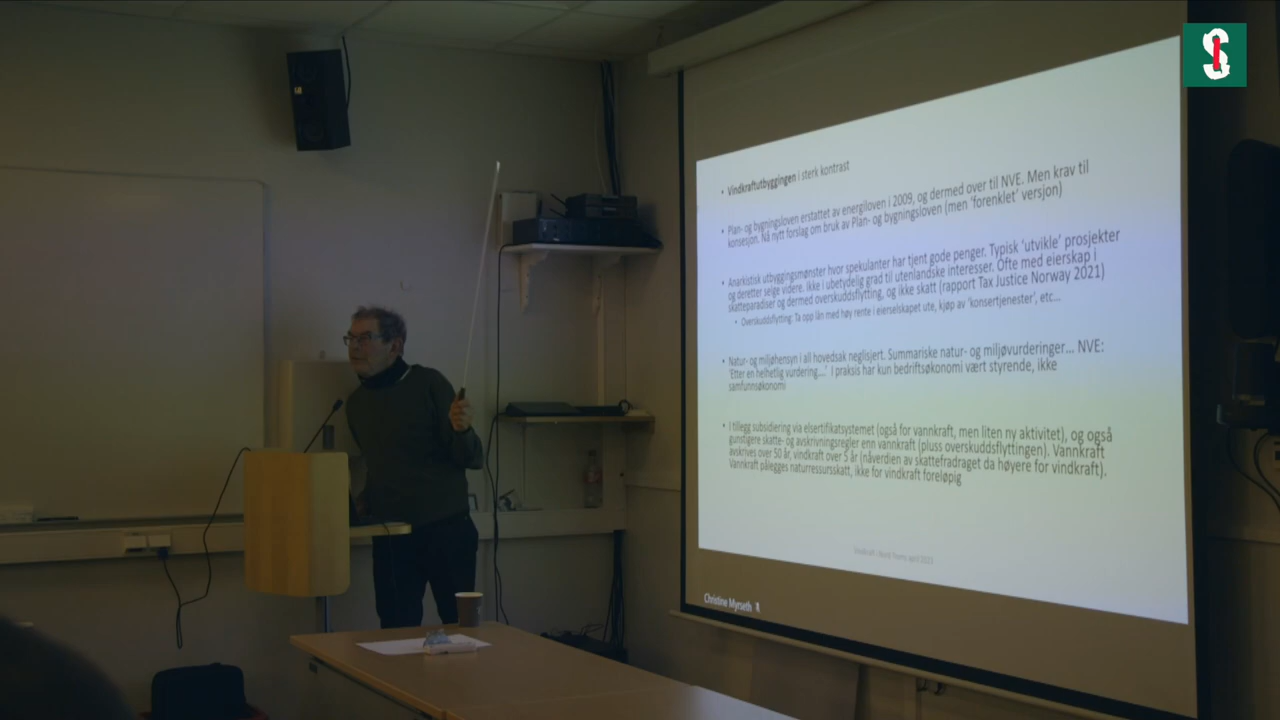 • Vindkraftutbyggingen i sterk kontrast
• Plan- og bygningsloven erstattet av energiloven i 2009, og dermed over til NVE. Men krav til
konsesjon. Nå nytt forslag om bruk av Plan- og bygningsloven (men 'forenklet' versjon)
• Anarkistisk utbyggingsmønster hvor spekulanter har tjent gode penger. Typisk 'utvikle' prosjekter
og deretter selge videre. Ikke i ubetydelig grad til utenlandske interesser. Ofte med eierskap i
skatteparadiser og dermed overskuddsflytting, og ikke skatt (rapport Tax Justice Norway 2021)
• Overskuddsflytting: Ta opp lån med høy rente i eierselskapet ute, kjøp av 'konserntjenester', etc...
• Natur- og miljøhensyn i all hovedsak neglisjert. Summariske natur- og miljøvurderinger... NVE:
'Etter en helhetlig vurdering...' I praksis har kun bedriftsøkonomi vært styrende, ikke
samfunnsøkonomi
• I tillegg subsidiering via elsertifikatsystemet (også for vannkraft, men liten ny aktivitet), og også
gunstigere skatte- og avskrivningsregler enn vannkraft (pluss overskuddsflyttingen). Vannkraft
avskrives over 50 år, vindkraft over 5 år (nåverdien av skattefradraget da høyere for vindkraft).
Vannkraft pålegges naturressursskatt, ikke for vindkraft foreløpig
april 2023
Christine Myrseth